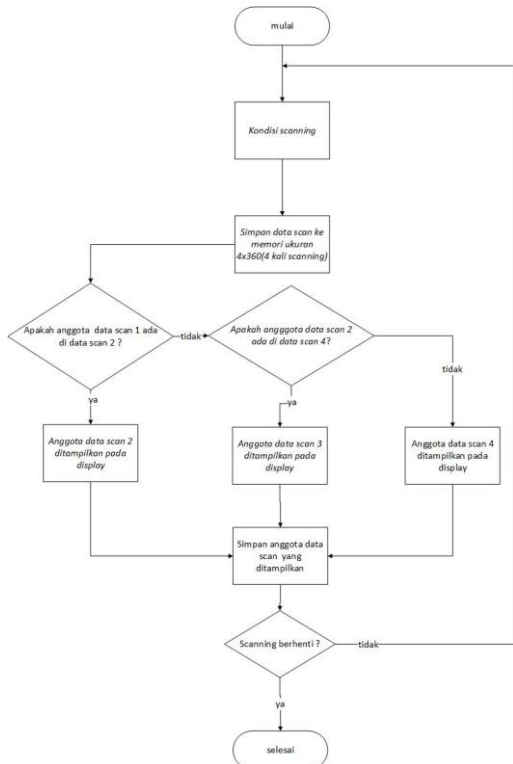 mulai
Kondisi scanning
Simpan data scan ke
memori ukuran
4x360(4 kali scanning)
Apakah anggota data scan 1 ada
di data scan 2 ?
tidak
Apakah angggota data scan 2
ada di data scan 4?
tidak
ya
ya
Anggota data scan 2
ditampilkan pada
display
Anggota data scan 3
ditampilkan pada
display
Anggota data scan 4
ditampilkan pada
display
Simpan anggota data
scan yang
ditampilkan
Scanning berhenti ?
tidak
ya
selesai